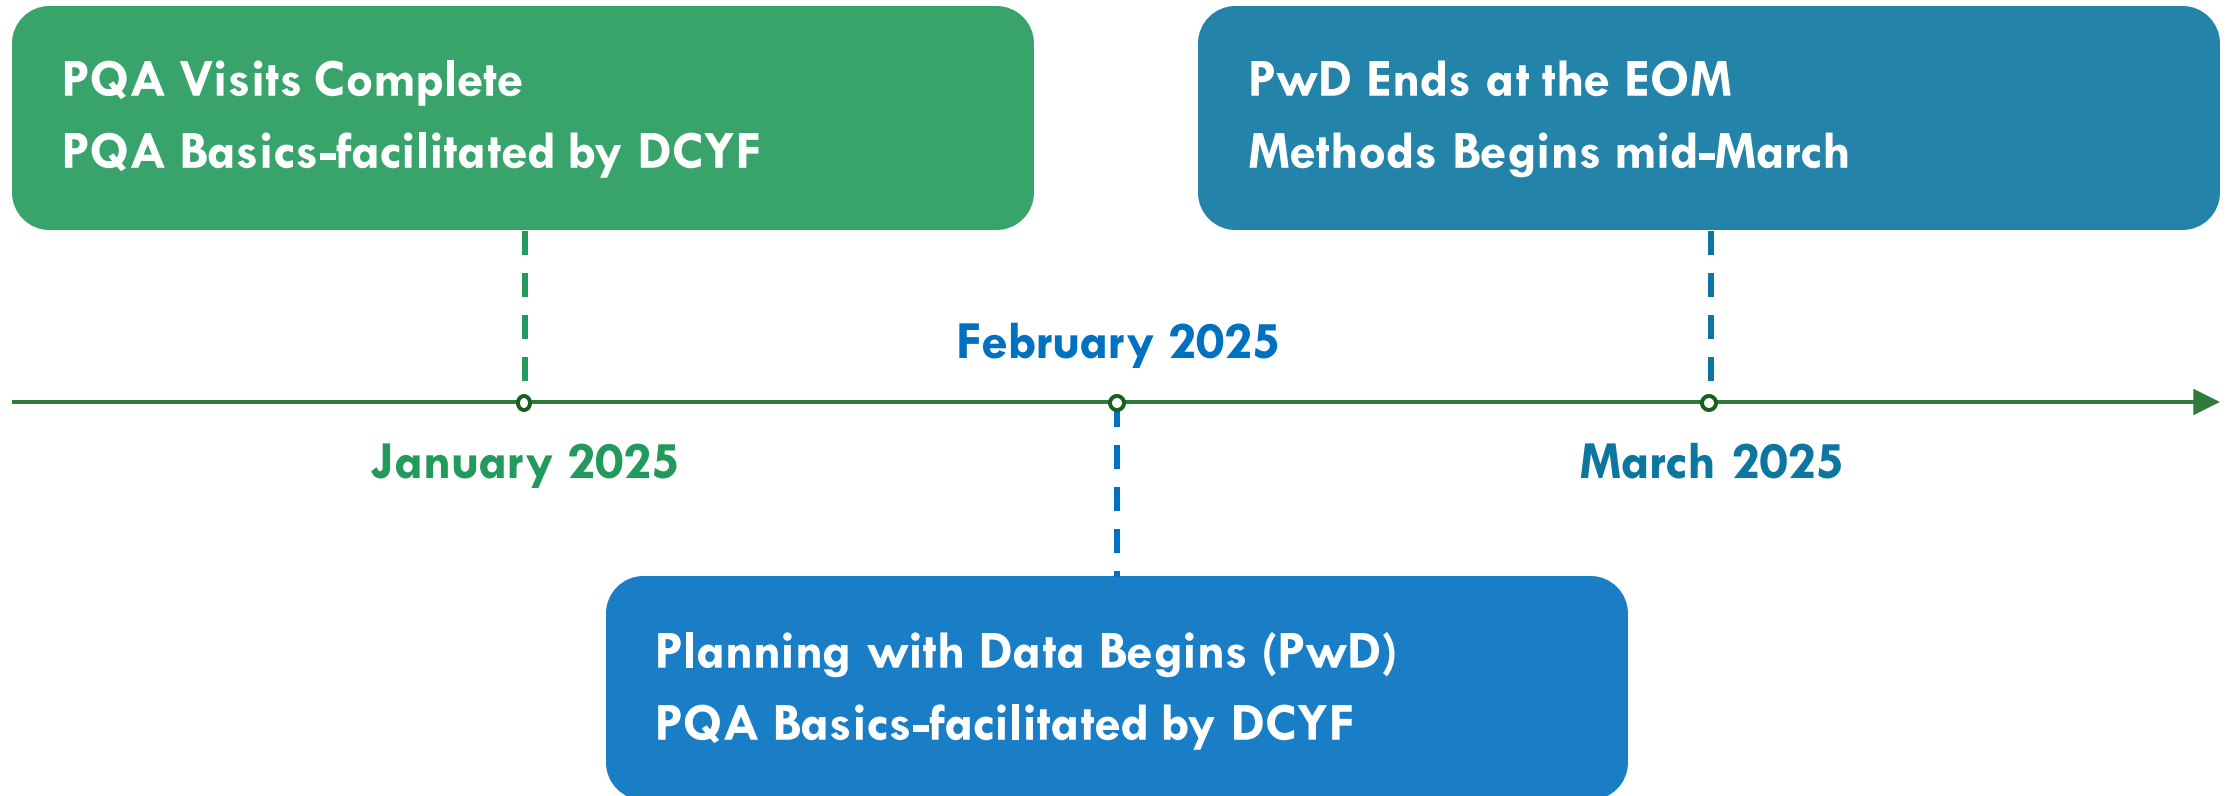 PQA Visits Complete
PQA Basics-facilitated by DCYF
PwD Ends at the EOM
Methods Begins mid-March
February 2025
January 2025
March 2025
Planning with Data Begins (PwD)
PQA Basics-facilitated by DCYF